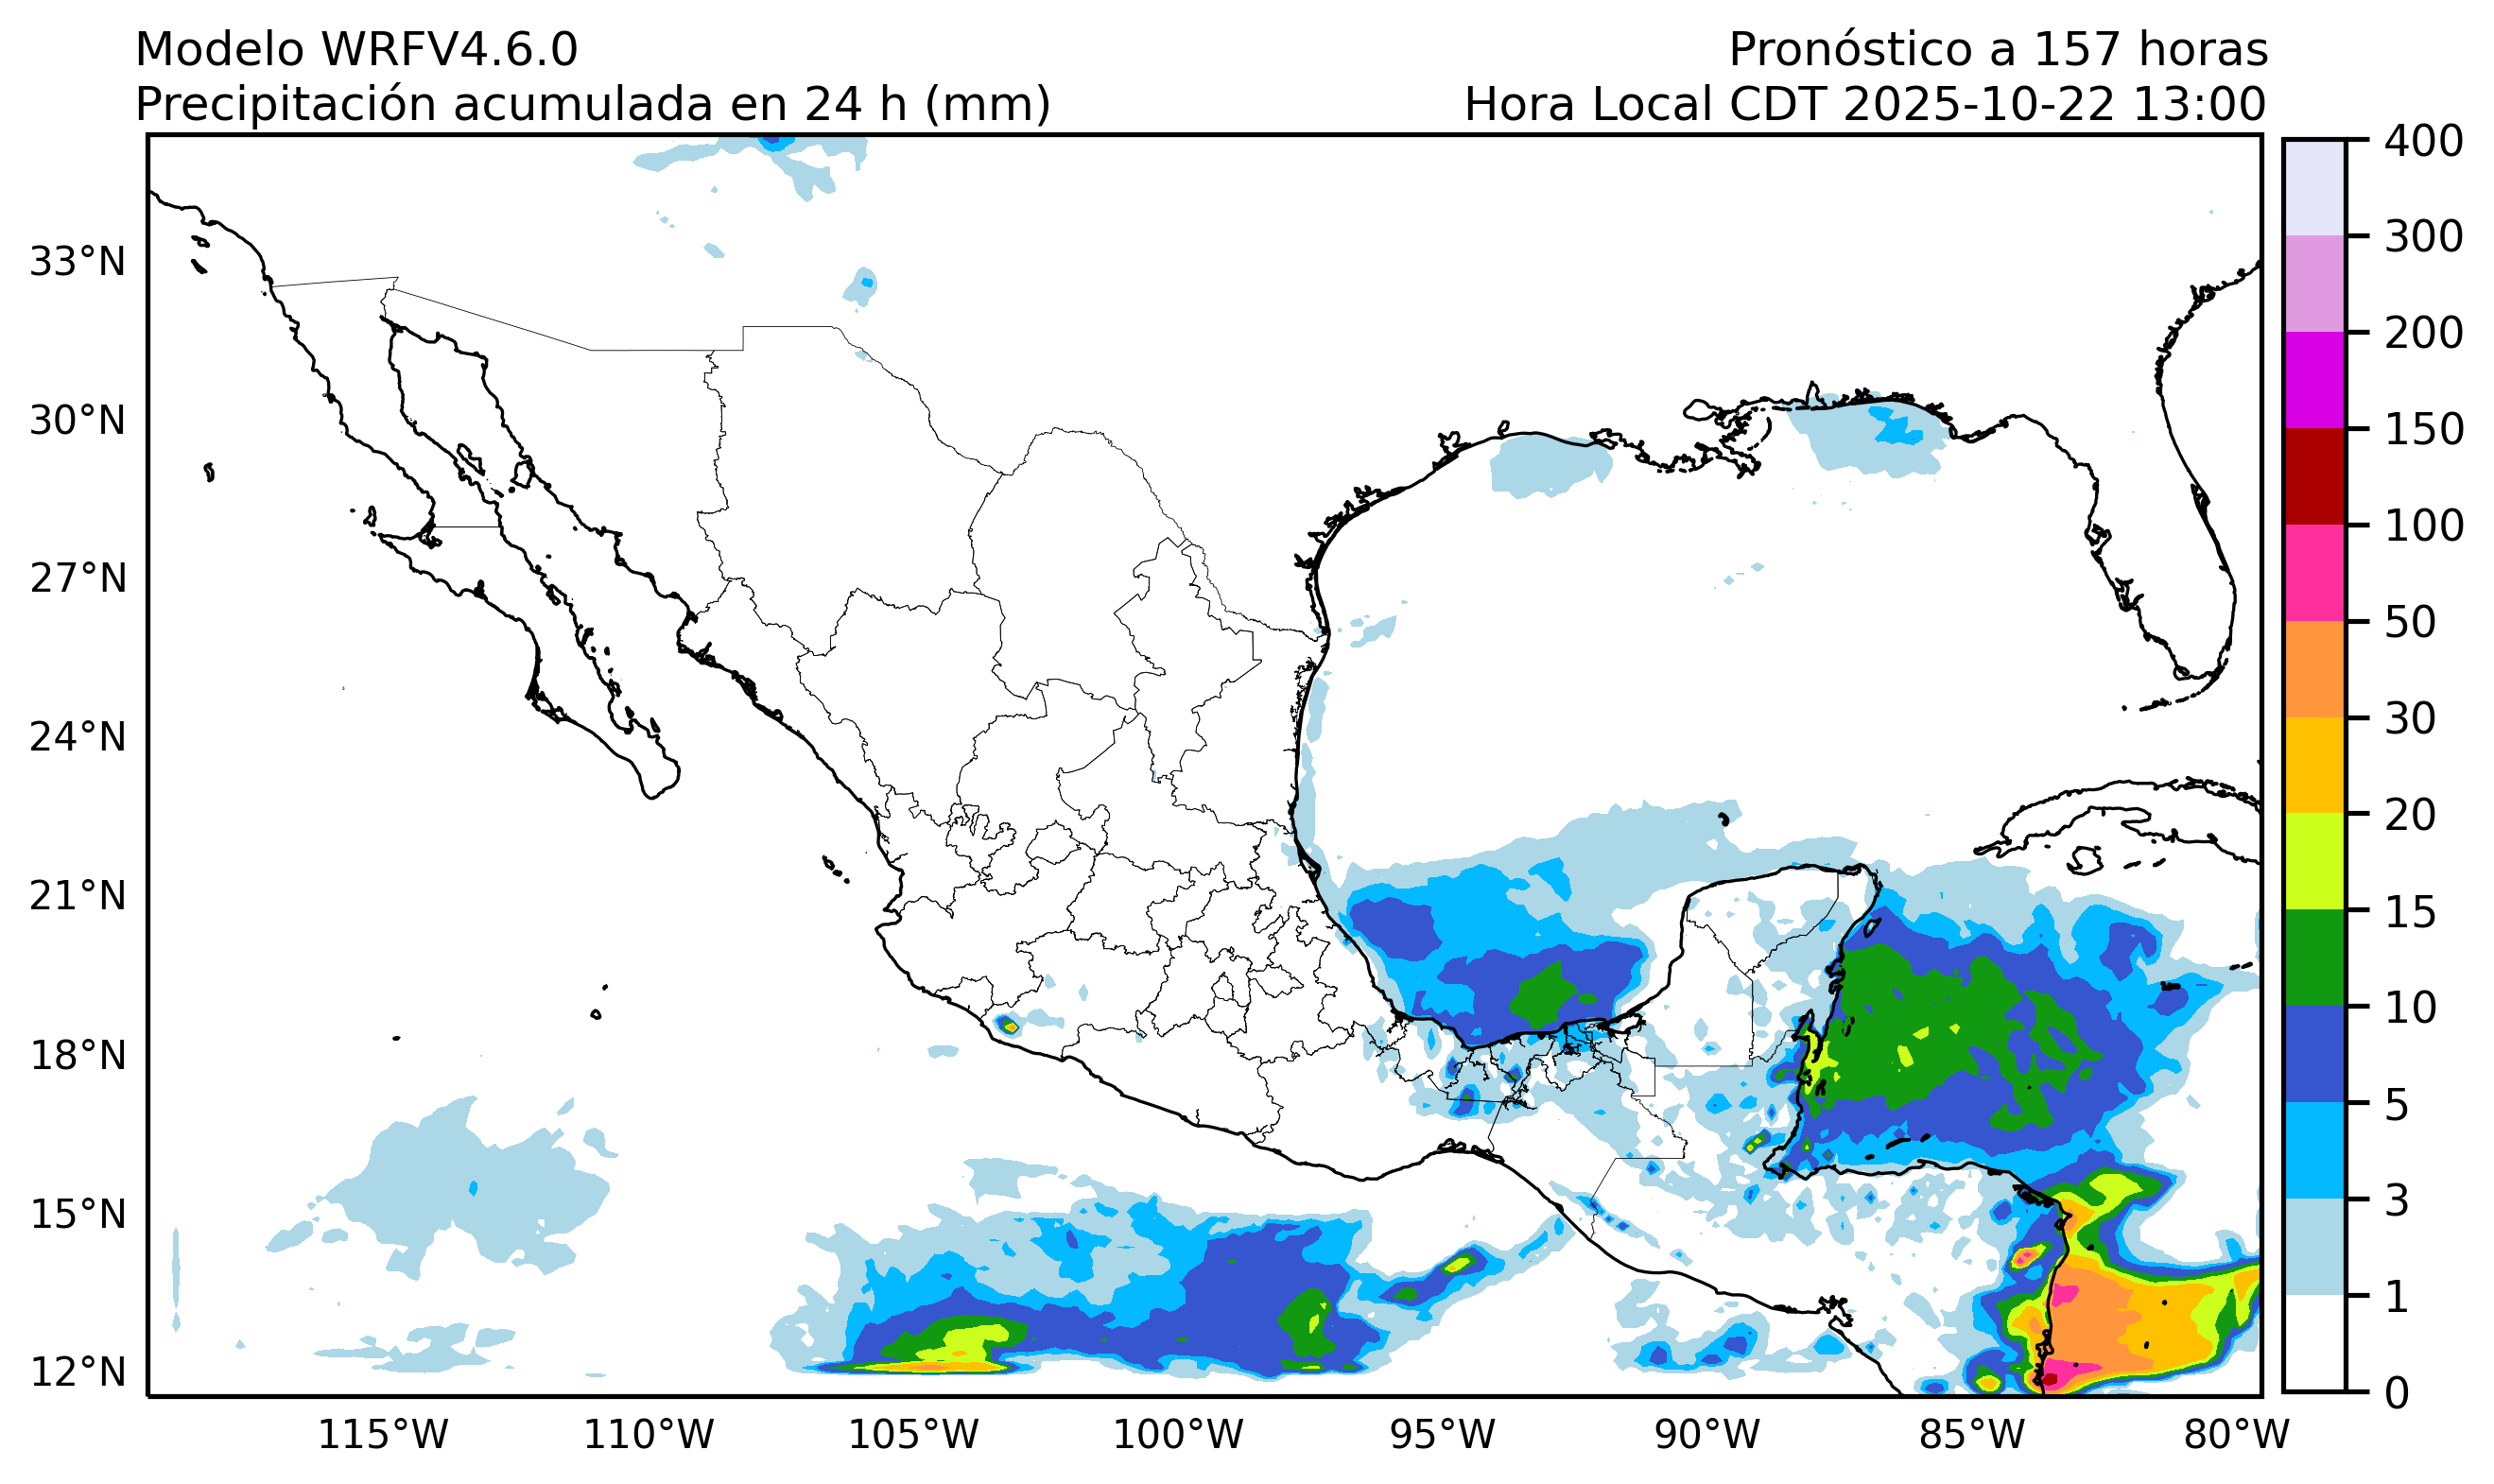 Modelo WRFV4.6.0
Pronóstico a 157 horas
Precipitación acumulada en 24 h (mm)
Hora Local CDT 2025-10-22 13:00
33°N
30°N
27°N
24°N
21°N
18°N
15°N
12°N
115°W
110°W
105°W
100°W
95°W
90°W
85°W
80°W
400
300
200
150
100
50
30
20
15
10
5
3
1
0